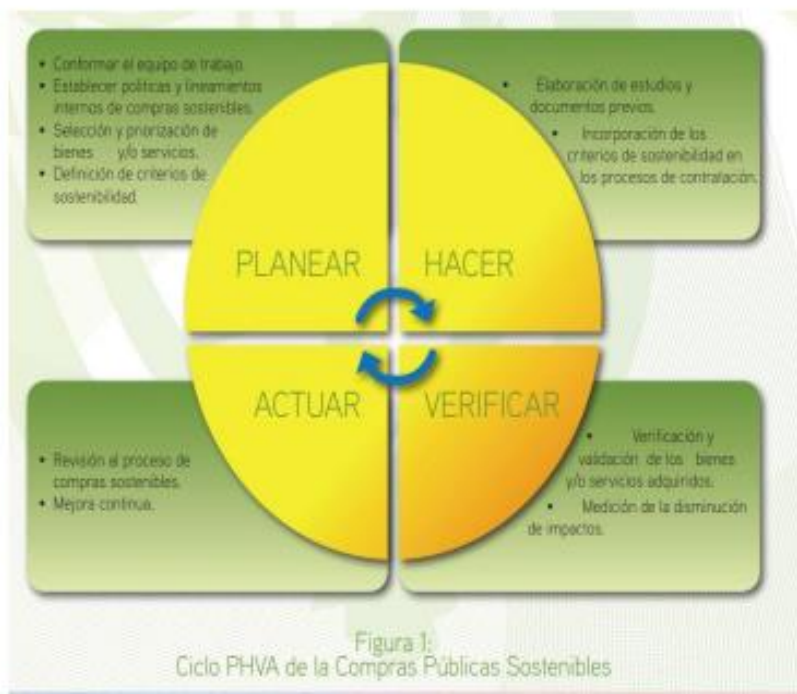 • Conformar el equipo de trabajo.
• Establecer políticas y lineamientos
internos de compras sostenibles.
• Selección y priorización de
bienes y/o servicios.
• Definición de criterios de
sostenibilidad.
• Elaboración de estudios y
documentos previos.
• Incorporación de los
criterios de sostenibilidad en
los procesos de contratación.
PLANEAR
HACER
ACTUAR
VERIFICAR
• Revisión al proceso de
compras sostenibles.
• Mejora continua.
• Verificación y
validación de los bienes
y/o servicios adquiridos.
• Medición de la disminución
de impactos.
Figura 1:
Ciclo PHVA de la Compras Públicas Sostenibles